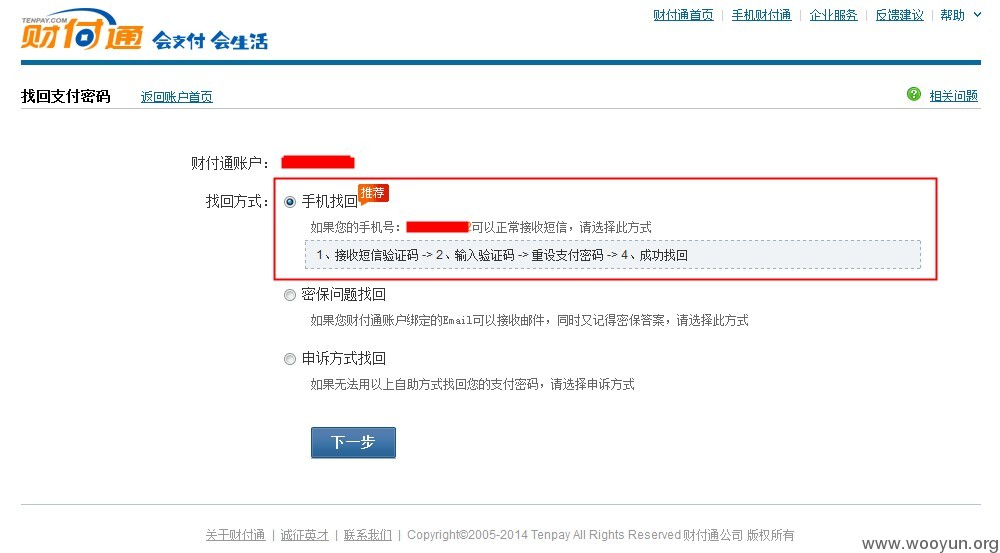 财付通首页 | 手机财付通 | 企业服务 | 反馈建议 | 帮助
TENPAY.COM
财付通 会支付 会生活
找回支付密码 返回账户首页 ? 相关问题
财付通账户：
找回方式： 手机找回 推荐
如果您的手机号： 可以正常接收短信，请选择此方式
1、接收短信验证码 -> 2、输入验证码 -> 重设支付密码 -> 4、成功找回
密保问题找回
如果您财付通账户绑定的Email可以接收邮件，同时又记得密保答案，请选择此方式
申诉方式找回
如果无法用以上自助方式找回您的支付密码，请选择申诉方式
下一步
关于财付通 | 诚征英才 | 联系我们 | Copyright©2005-2014 Tenpay All Rights Reserved 财付通公司 版权所有
www.wooyun.org